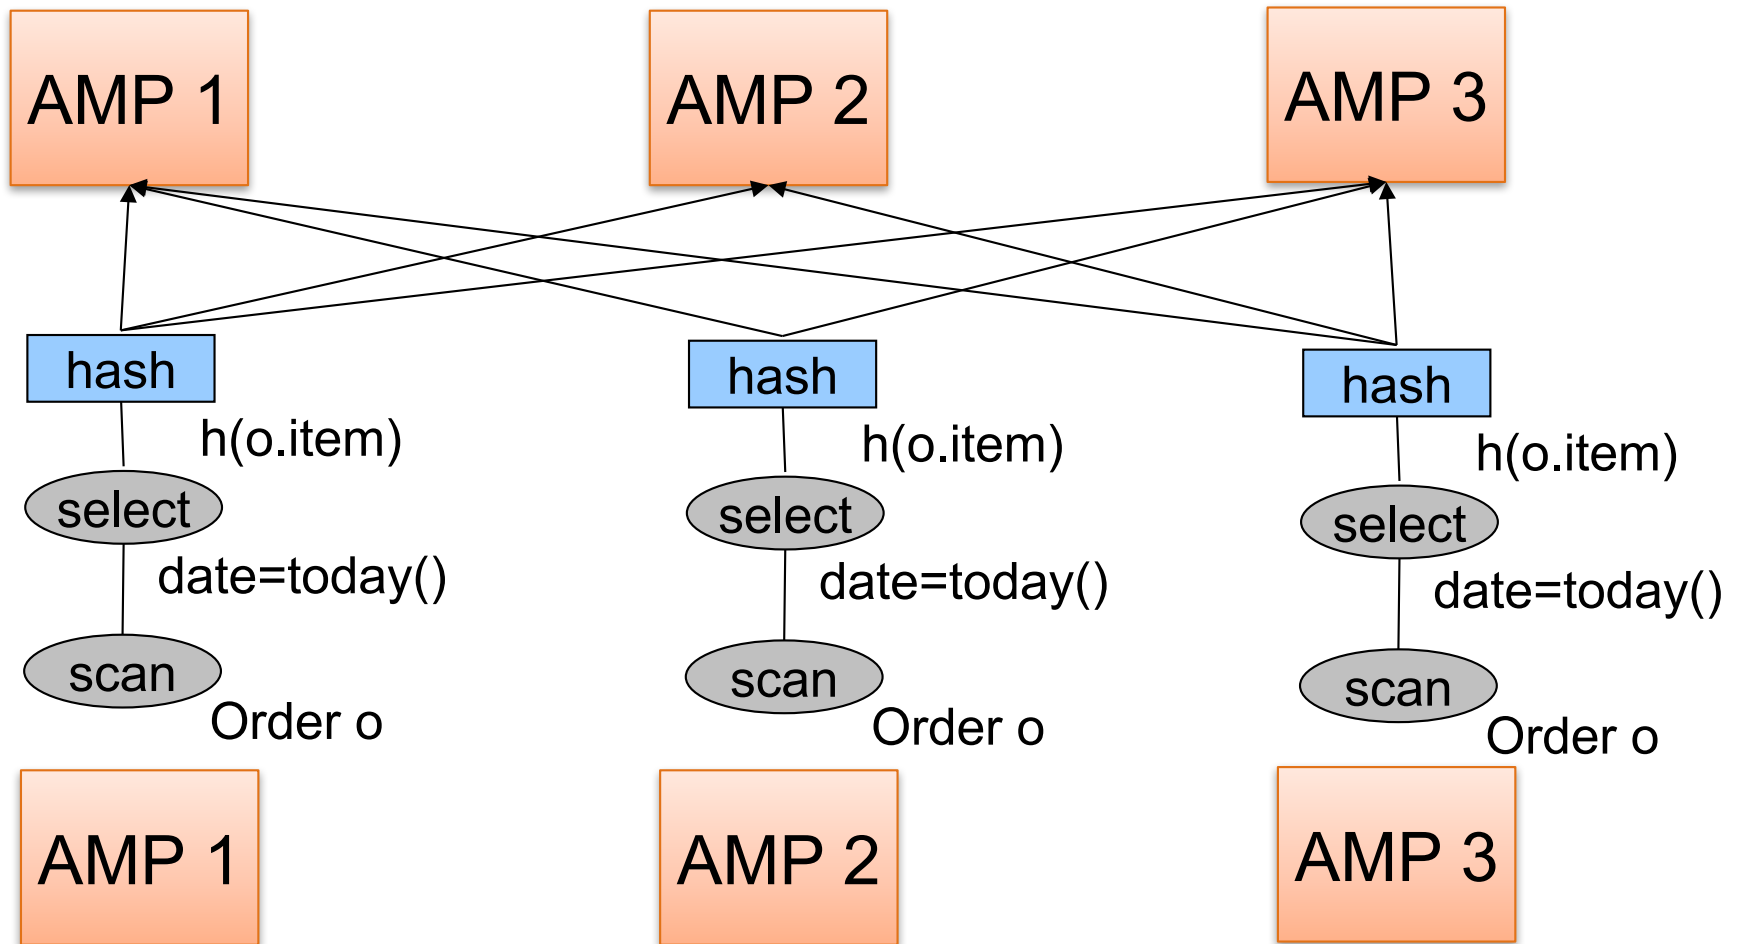 AMP 1
AMP 2
AMP 3
hash
hash
hash
h(o.item)
h(o.item)
h(o.item)
select
select
select
date=today()
date=today()
date=today()
scan
scan
scan
Order o
Order o
Order o
AMP 1
AMP 2
AMP 3